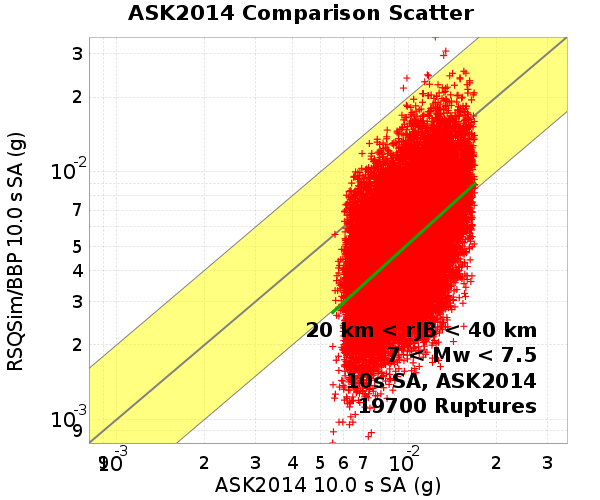 ASK2014 Comparison Scatter
RSQSim/BBP 10.0 s SA (g)
3
2
10-2
7
5
4
3
2
10-3
9
20 km < rJB < 40 km
7 < Mw < 7.5
10s SA, ASK2014
19700 Ruptures
9 10-3 2 3 4 5 6 7 10-2 2 3
ASK2014 10.0 s SA (g)